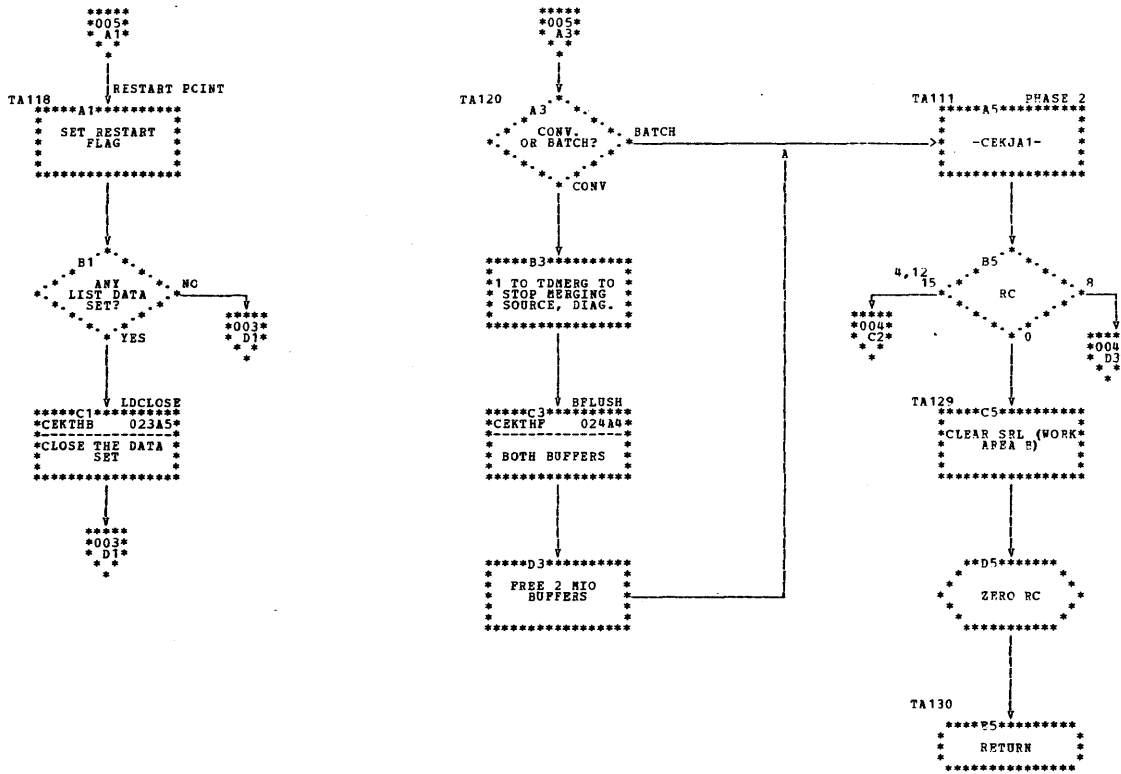 005
A1
RESTART PCINT
TA118
A1
SET RESTART
FLAG
B1
ANY
LIST DATA
SET?
NO
YES
003
D1
LDCLOSE
C1
CEKTHB 023A5
CLOSE THE DATA
SET
003
D1
005
A3
TA120
A3
CONV.
OR BATCH?
BATCH
CONV
A
B3
1 TO TDMERG TO
STOP MERGING
SOURCE, DIAG.
BFLUSH
C3
CEKTHF 024A4
BOTH BUFFERS
D3
FREE 2 MIO
BUFFERS
TA111
PHASE 2
A5
-CEKJA1-
B5
RC
4,12
15
8
0
004
C2
004
D3
TA129
C5
CLEAR SRL (WORK
AREA B)
D5
ZERO RC
TA130
E5
RETURN